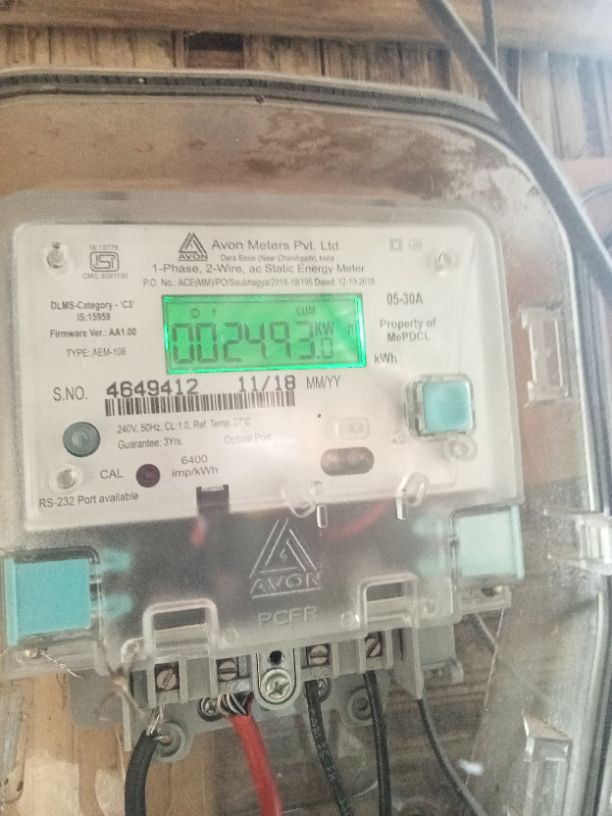 IS 13779
ISI
CM/L 9281160
AVON
Avon Meters Pvt. Ltd.
Dera Bassi (Near Chandigarh), India
1-Phase, 2-Wire, ac Static Energy Meter
P.O. No.: ACE(MM)/PO/Saubhagya/2018-19/195 Dated: 12-10-2018
DLMS-Category - 'C3'
IS:15959
Firmware Ver.: AA1.00
TYPE: AEM-106
CUM
002493.0
KW h
05-30A
Property of
MePDCL
kWh
S.NO. 4649412 11/18 MM/YY
240V, 50Hz, CL:1.0, Ref. Temp. 27°C
Guarantee: 3Yrs.
Optical Port
CAL
6400
imp/kWh
RS-232 Port available
AVON
PCFR